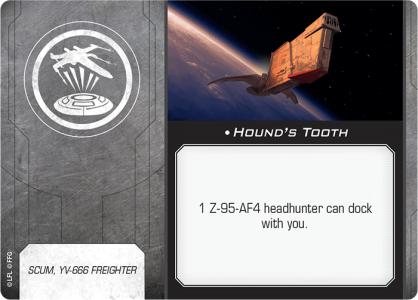 • HOUND'S TOOTH
1 Z-95-AF4 headhunter can dock
with you.
SCUM, YV-666 FREIGHTER
© LFL © FFG